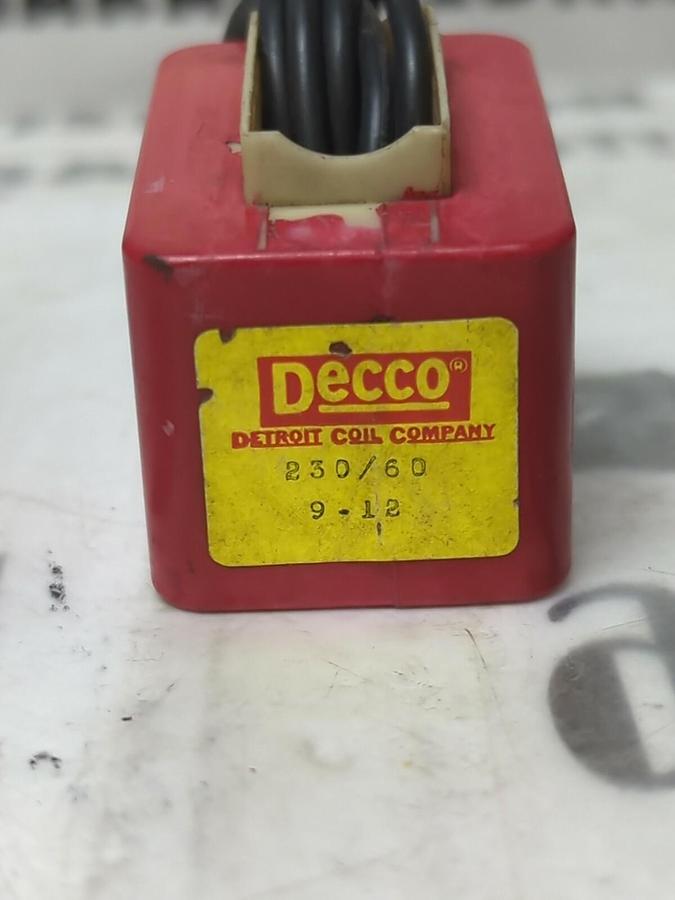 Decco®
DETROIT COIL COMPANY
230/60
9-12